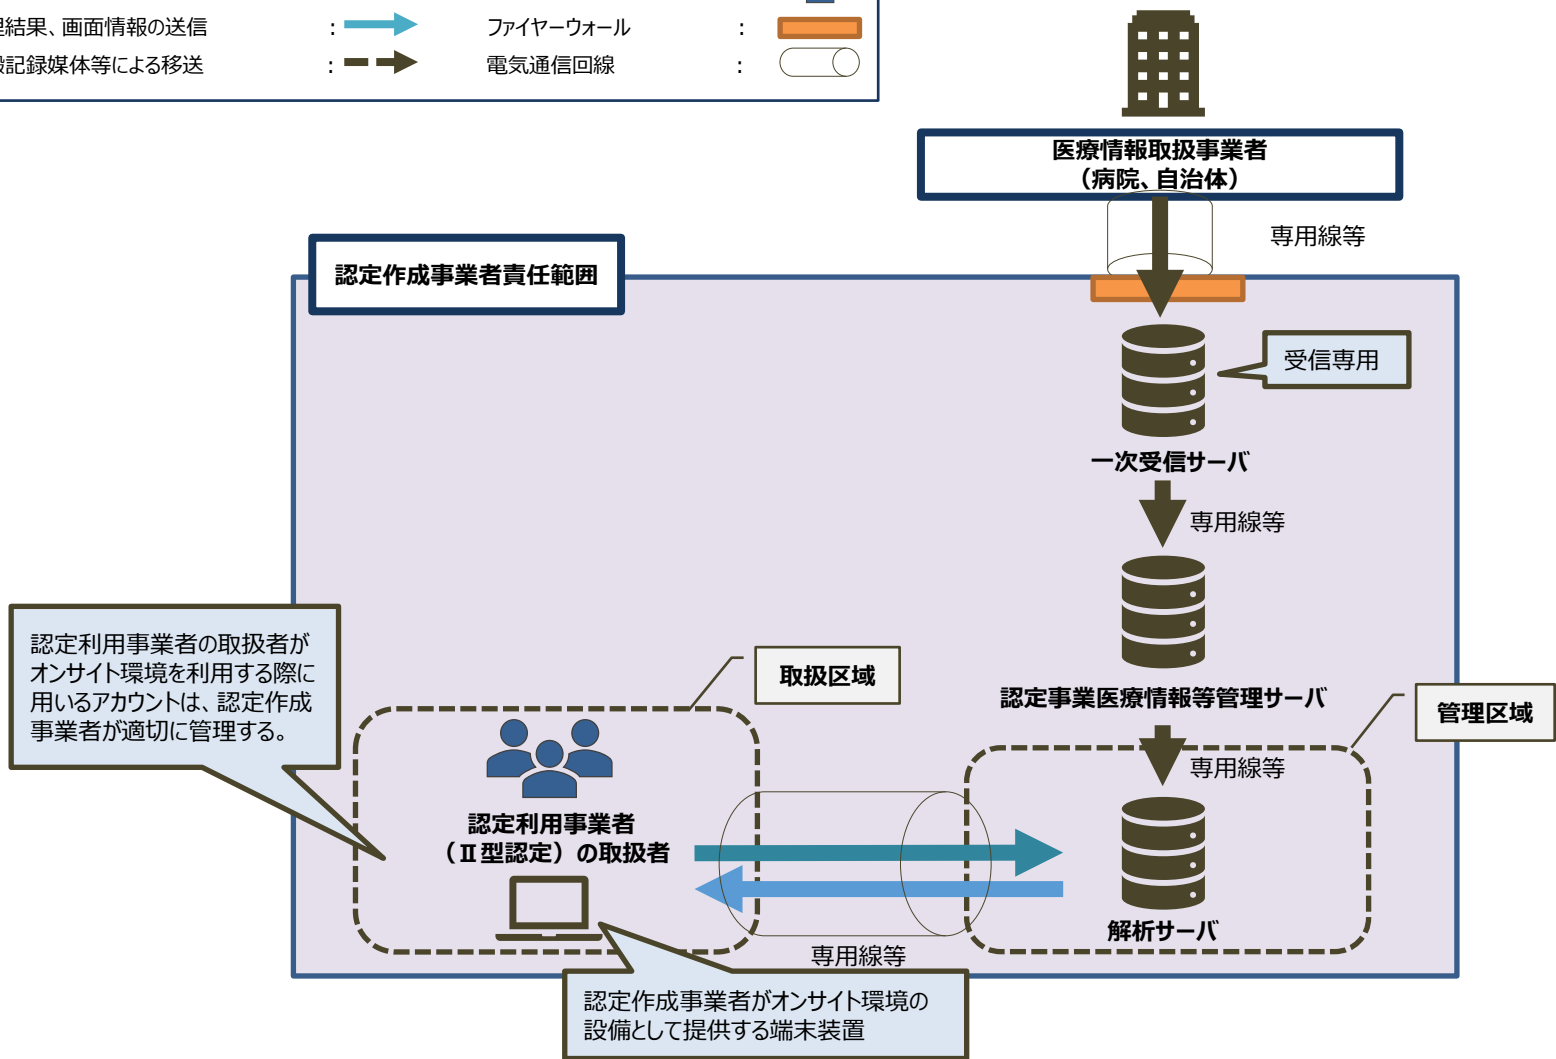 理結果、画面情報の送信 :
ファイヤーウォール :
記録媒体等による移送 :
電気通信回線 :
医療情報取扱事業者
（病院、自治体）
専用線等
認定作成事業者責任範囲
受信専用
一次受信サーバ
専用線等
認定利用事業者の取扱者が
オンサイト環境を利用する際に
用いるアカウントは、認定作成
事業者が適切に管理する。
取扱区域
認定事業医療情報等管理サーバ
管理区域
専用線等
認定利用事業者
（Ⅱ型認定）の取扱者
解析サーバ
専用線等
認定作成事業者がオンサイト環境の
設備として提供する端末装置